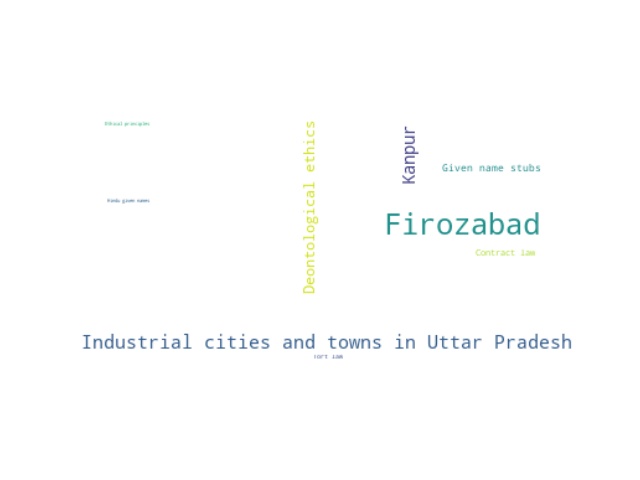 Ethical principles
Deontological ethics
Kanpur
Given name stubs
Hindu given names
Firozabad
Contract law
Industrial cities and towns in Uttar Pradesh
Tort law